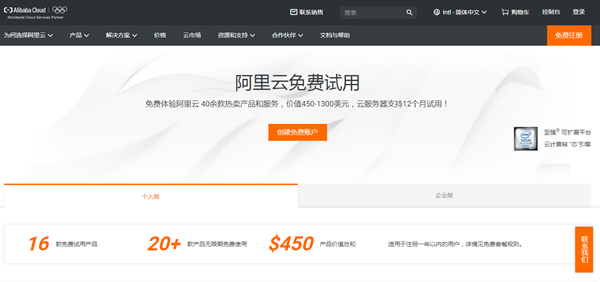 Alibaba Cloud
Worldwide Cloud Services Partner
联系销售
搜索
Intl - 简体中文
购物车
控制台
登录
为何选择阿里云
产品
解决方案
价格
云市场
资源和支持
合作伙伴
文档与帮助
免费注册
阿里云免费试用
免费体验阿里云 40余款热卖产品和服务，价值450-1300美元，云服务器支持12个月试用！
创建免费账户
至强® 可扩展平台
云计算核 “芯”引擎
个人版
企业版
16 款免费试用产品
20+ 款产品无限期免费使用
$450 产品价值总和
适用于注册一年以内的用户，详情见免费套餐规则。
联系我们